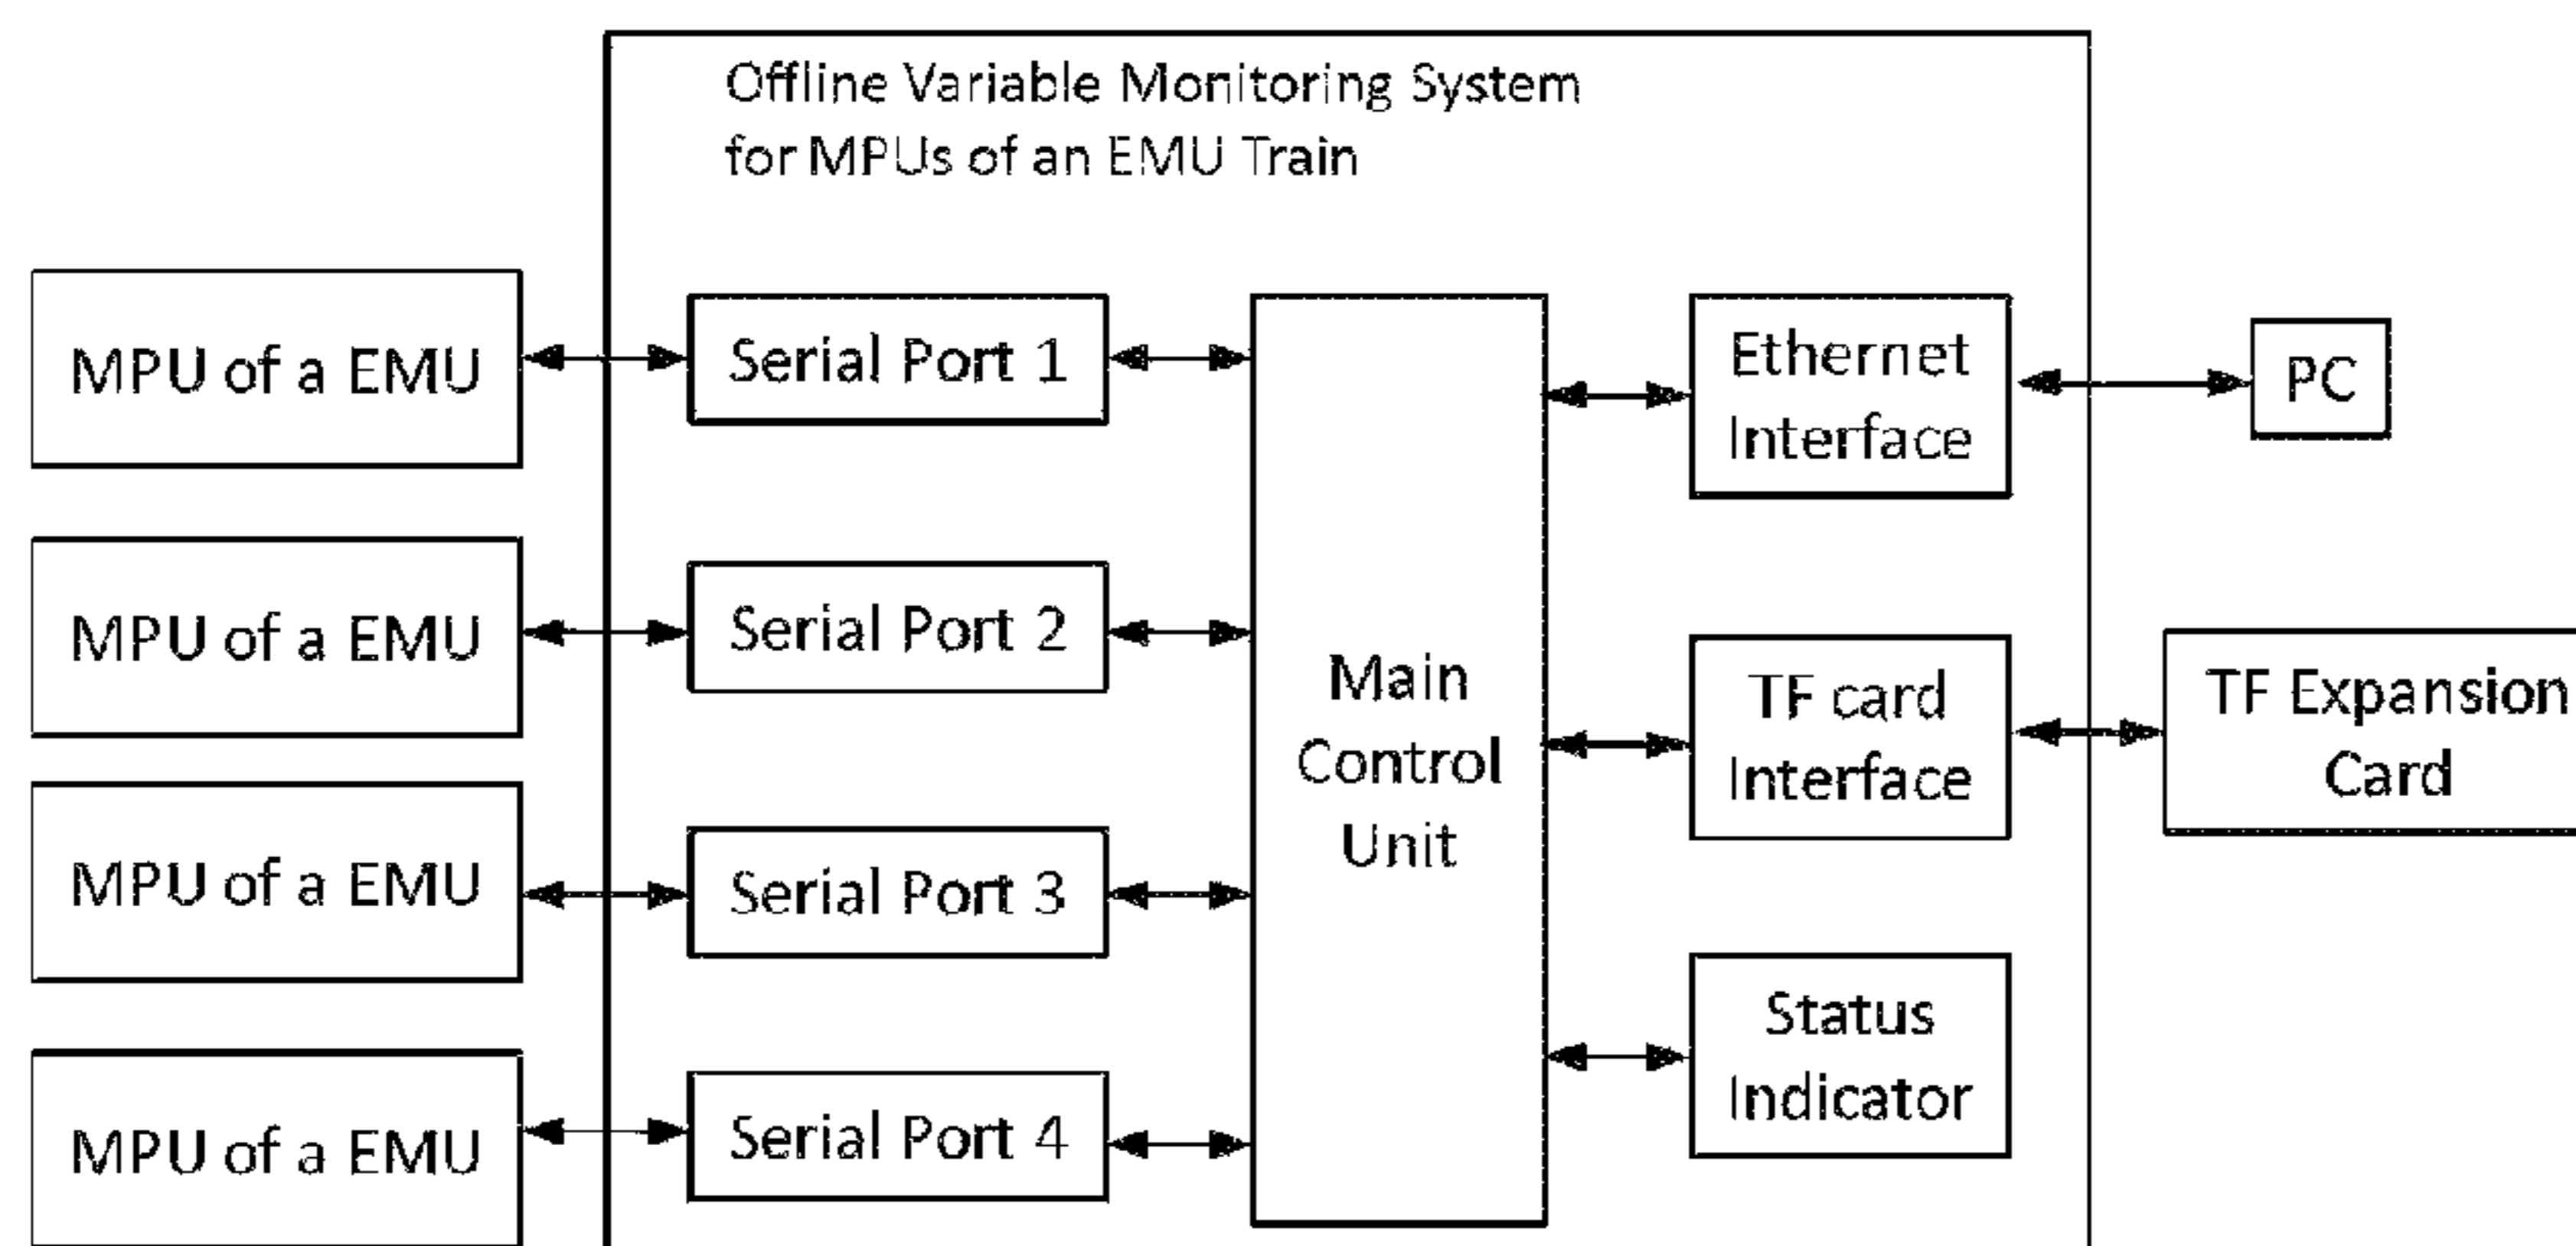 Offline Variable Monitoring System
for MPUs of an EMU Train
MPU of a EMU
Serial Port 1
Ethernet
Interface
PC
MPU of a EMU
Serial Port 2
Main
Control
Unit
TF card
Interface
TF Expansion
Card
MPU of a EMU
Serial Port 3
Status
Indicator
MPU of a EMU
Serial Port 4